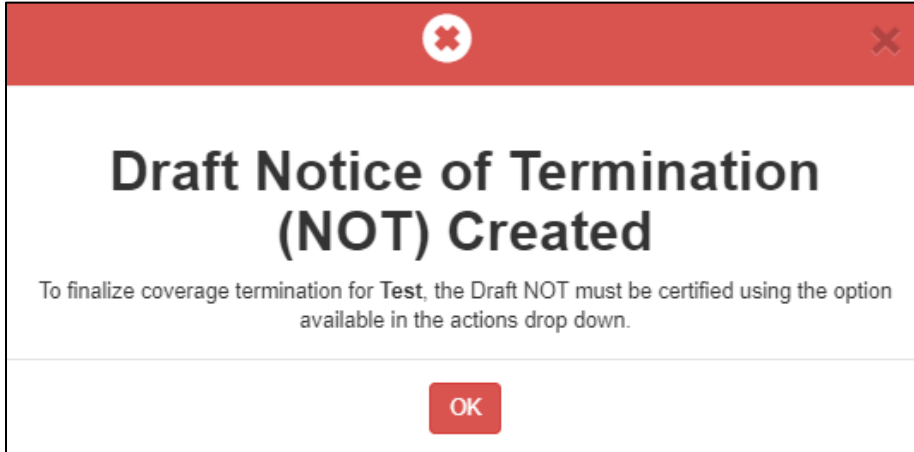 Draft Notice of Termination
(NOT) Created
To finalize coverage termination for Test, the Draft NOT must be certified using the option
available in the actions drop down.
OK